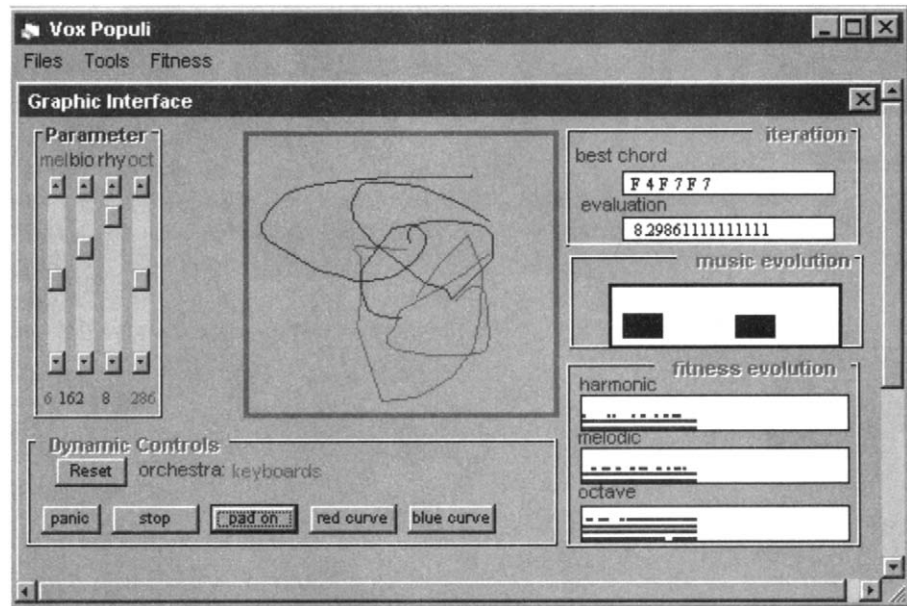 Vox Populi
Files Tools Fitness
Graphic Interface
Parameter
mel bio rhy oct
6 162 8 286
iteration
best chord
F 4 F 7 F 7
evaluation
8.29861111111111
music evolution
fitness evolution
harmonic
melodic
octave
Dynamic Controls
Reset orchestra: keyboards
panic stop pad on red curve blue curve